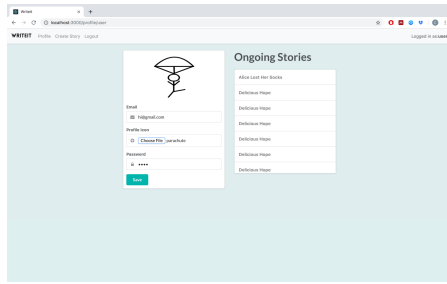 Writeit
localhost:3000/profile/user
WRITEIT Profile Create Story Logout
Logged in as user
Email
hi@gmail.com
Profile Icon
Choose File parachute
Password
Save
Ongoing Stories
Alice Lost Her Socks
Delicious Hope
Delicious Hope
Delicious Hope
Delicious Hope
Delicious Hope
Delicious Hope